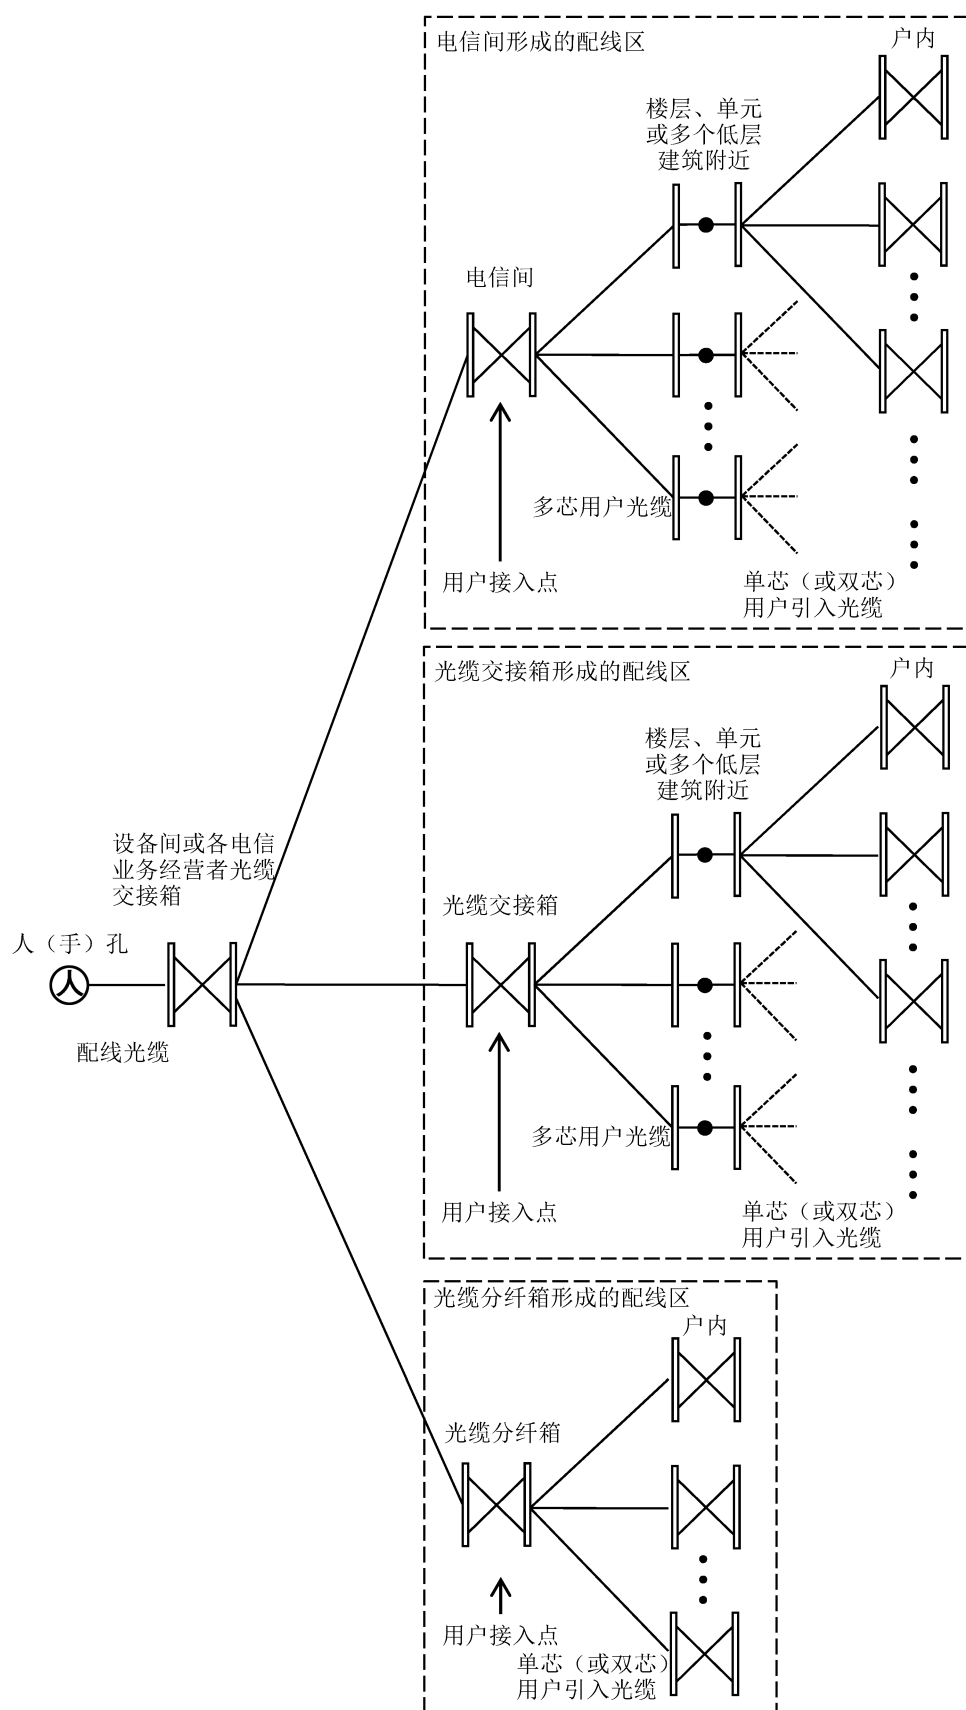 电信间形成的配线区
户内
楼层、单元
或多个低层
建筑附近
电信间
多芯用户光缆
用户接入点
单芯（或双芯）
用户引入光缆
光缆交接箱形成的配线区
户内
楼层、单元
或多个低层
建筑附近
设备间或各电信
业务经营者光缆
交接箱
光缆交接箱
人（手）孔
人
配线光缆
多芯用户光缆
用户接入点
单芯（或双芯）
用户引入光缆
光缆分纤箱形成的配线区
户内
光缆分纤箱
用户接入点
单芯（或双芯）
用户引入光缆